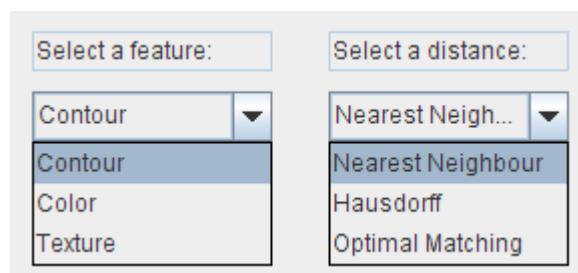 Select a feature:
Contour
Contour
Color
Texture
Select a distance:
Nearest Neigh...
Nearest Neighbour
Hausdorff
Optimal Matching